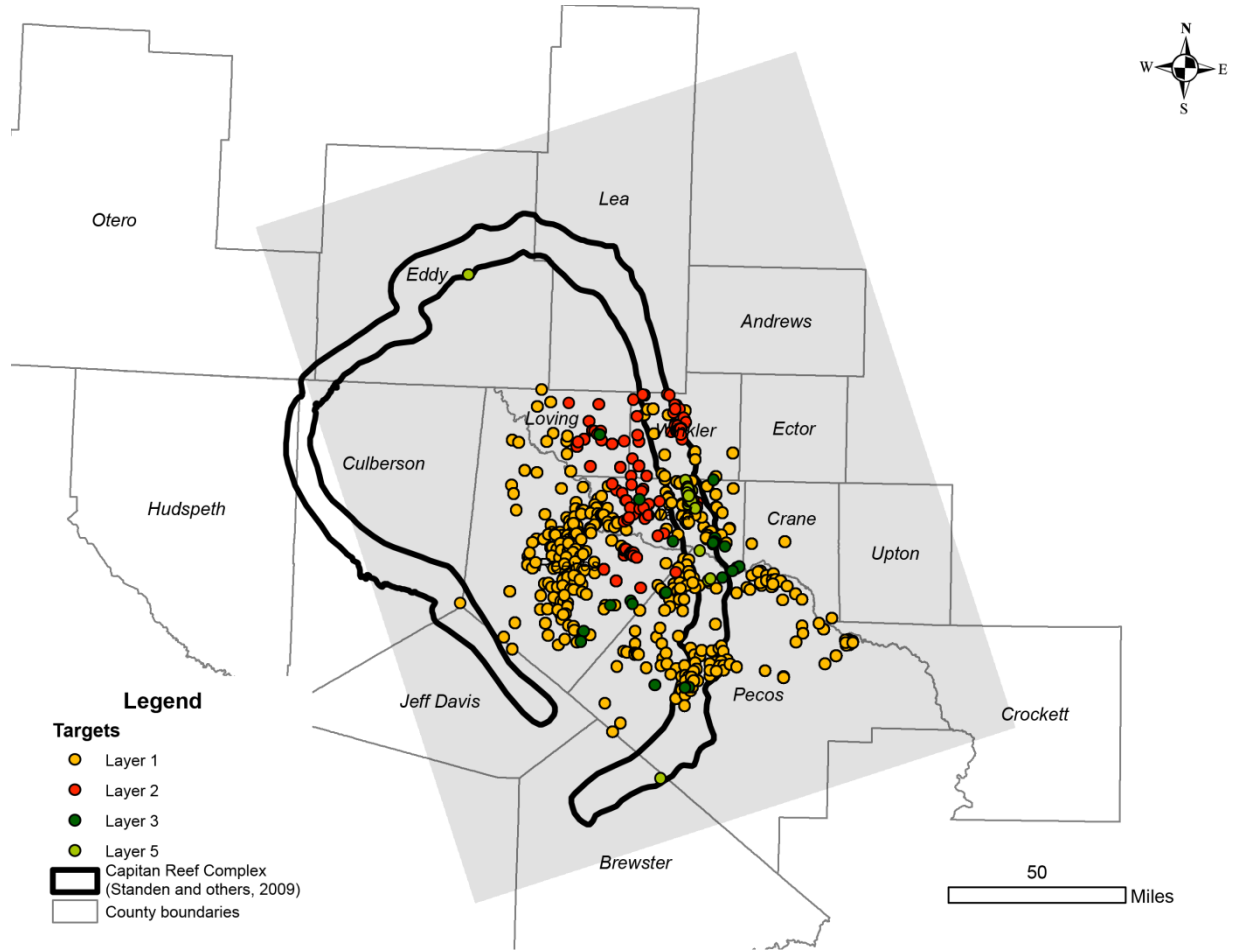 N
W E
S
Lea
Otero
Eddy
Andrews
Loving
Winkler
Ector
Culberson
Hudspeth
Crane
Upton
Jeff Davis
Pecos
Crockett
Brewster
Legend
Targets
Layer 1
Layer 2
Layer 3
Layer 5
Capitan Reef Complex
(Standen and others, 2009)
County boundaries
50
Miles